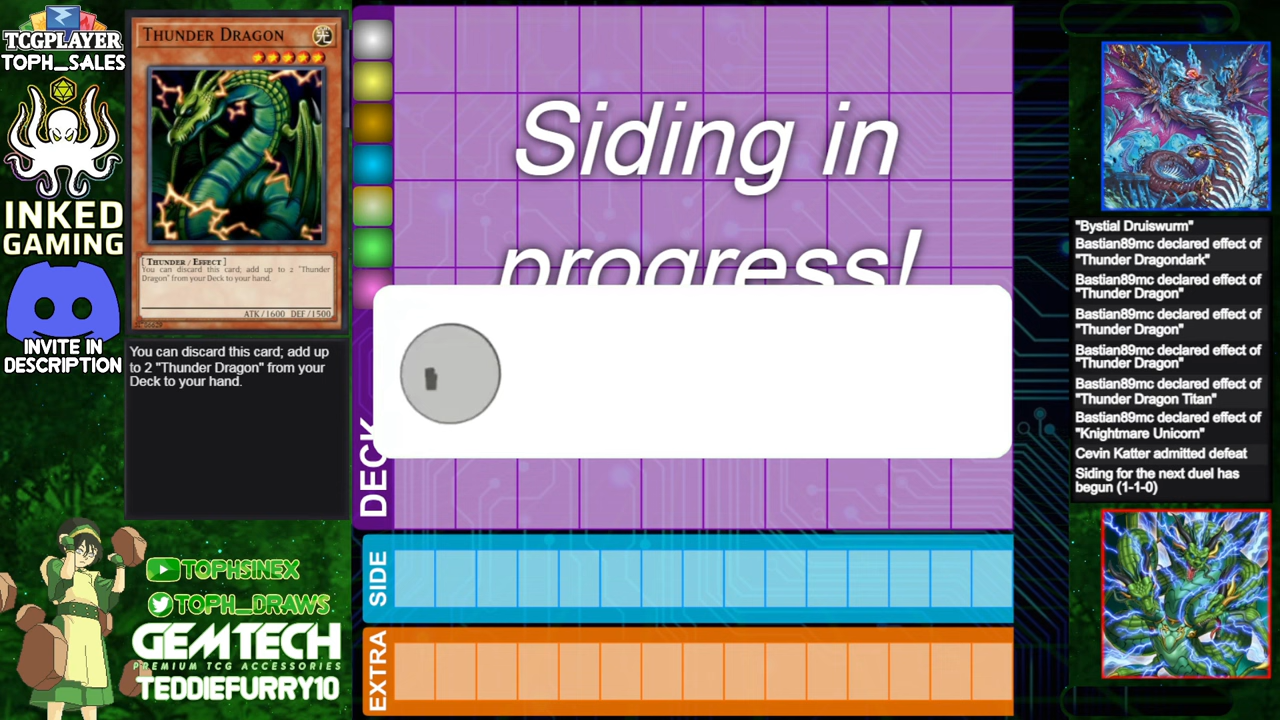 TCGPLAYER
TOPH_SALES
INKED
GAMING
INVITE IN
DESCRIPTION
THUNDER DRAGON
光
[ THUNDER / EFFECT ]
You can discard this card; add up to 2 "Thunder
Dragon" from your Deck to your hand.
ATK/1600 DEF/1500
You can discard this card; add up
to 2 "Thunder Dragon" from your
Deck to your hand.
TOPHSINEX
TOPH_DRAWS
GEMTECH
PREMIUM TCG ACCESSORIES
TEDDIEFURRY10
Siding in
progress!
DECK
SIDE
EXTRA
"Bystial Druiswurm"
Bastian89mc declared effect of
"Thunder Dragondark"
Bastian89mc declared effect of
"Thunder Dragon"
Bastian89mc declared effect of
"Thunder Dragon"
Bastian89mc declared effect of
"Thunder Dragon"
Bastian89mc declared effect of
"Thunder Dragon Titan"
Bastian89mc declared effect of
"Knightmare Unicorn"
Cevin Katter admitted defeat
Siding for the next duel has
begun (1-1-0)